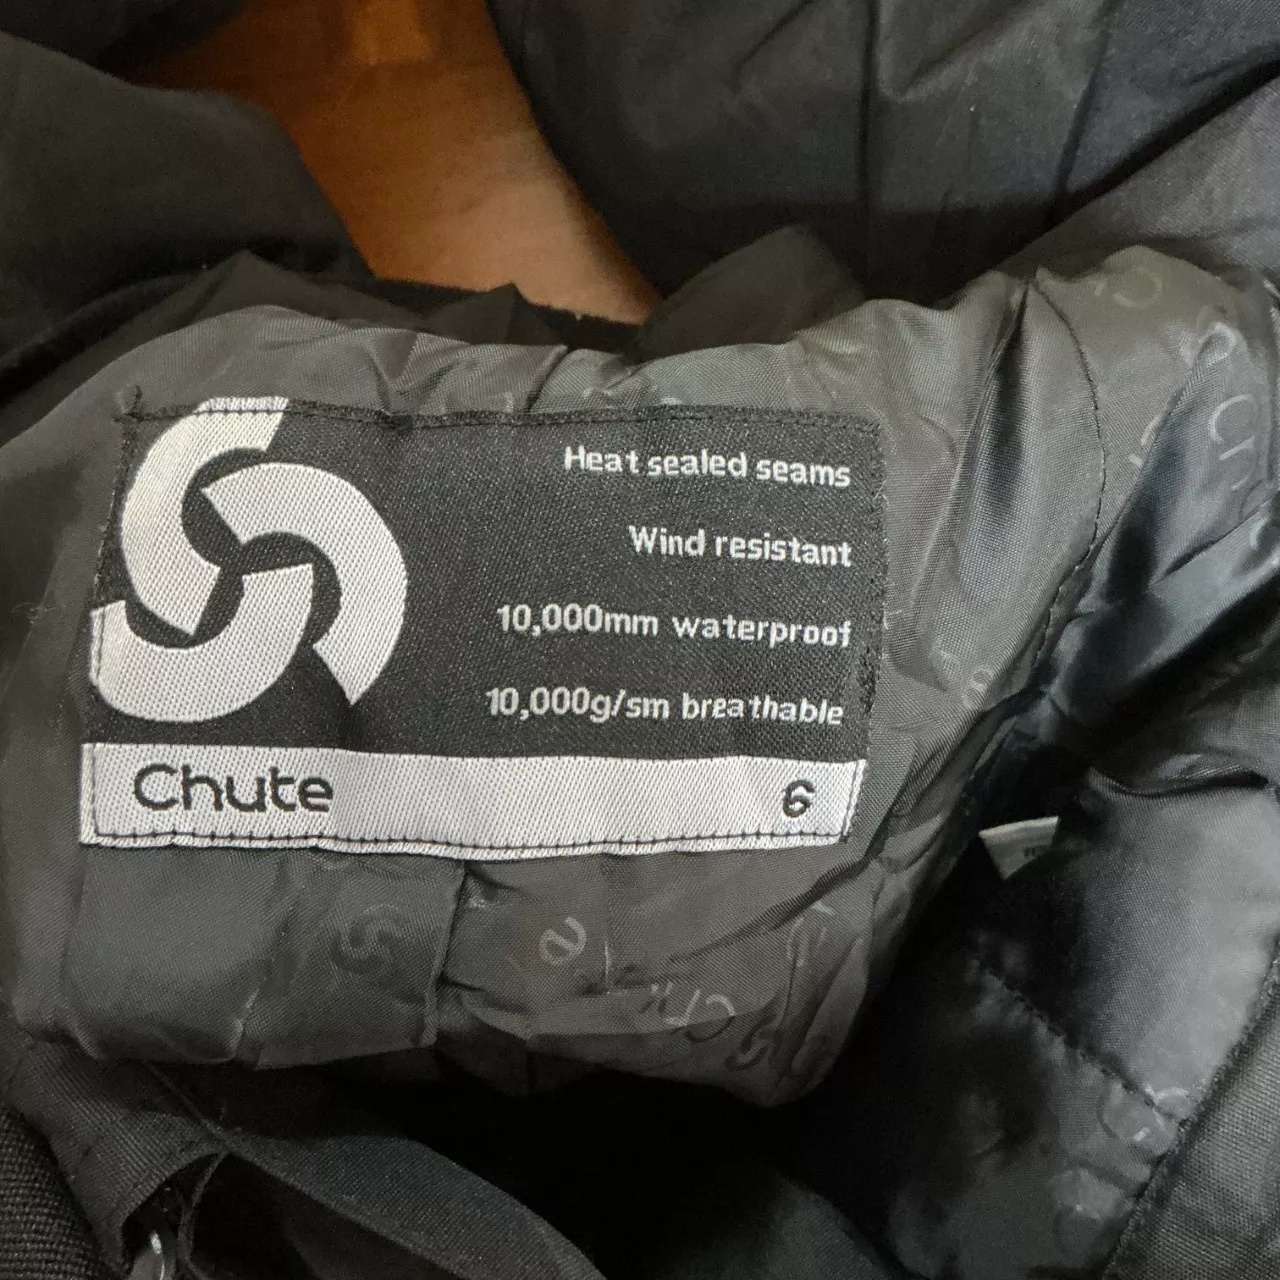 Heat sealed seams
Wind resistant
10,000mm waterproof
10,000g/sm breathable
Chute 6